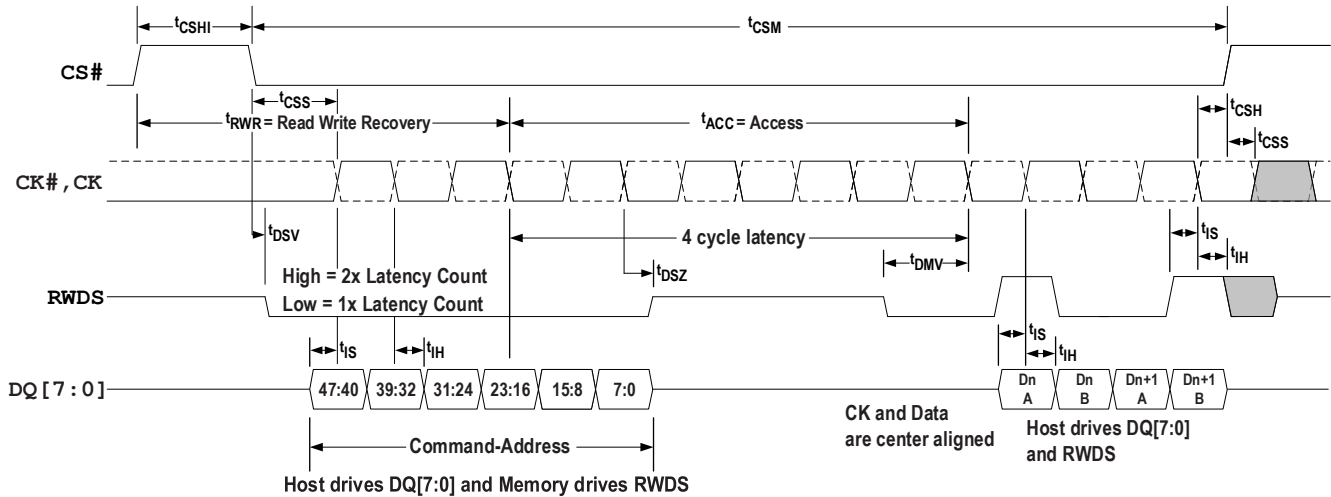 tCSHI
tCSM
CS#
tCSS
tCSH
tRWR = Read Write Recovery
tACC = Access
tCSS
CK#, CK
tDSV
4 cycle latency
tIS
tIH
tDSZ
tDMV
High = 2x Latency Count
Low = 1x Latency Count
RWDS
tIS
tIH
tIS
tIH
DQ[7:0]
47:40
39:32
31:24
23:16
15:8
7:0
Dn
A
Dn
B
Dn+1
A
Dn+1
B
CK and Data
are center aligned
Host drives DQ[7:0]
and RWDS
Command-Address
Host drives DQ[7:0] and Memory drives RWDS